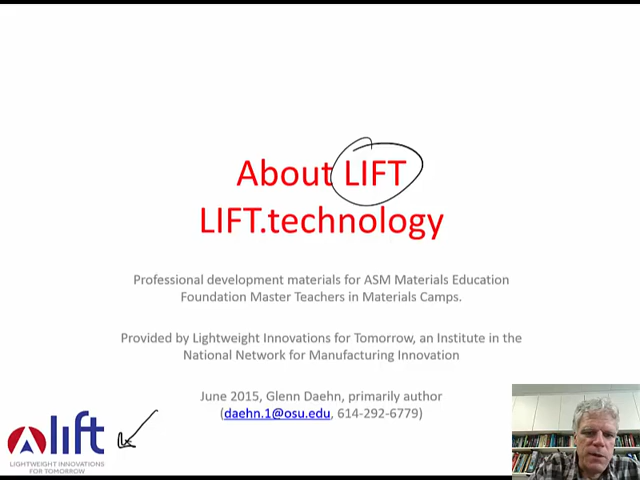 About LIFT
LIFT.technology
Professional development materials for ASM Materials Education
Foundation Master Teachers in Materials Camps.
Provided by Lightweight Innovations for Tomorrow, an Institute in the
National Network for Manufacturing Innovation
June 2015, Glenn Daehn, primarily author
(daehn.1@osu.edu, 614-292-6779)
lift
LIGHTWEIGHT INNOVATIONS
FOR TOMORROW